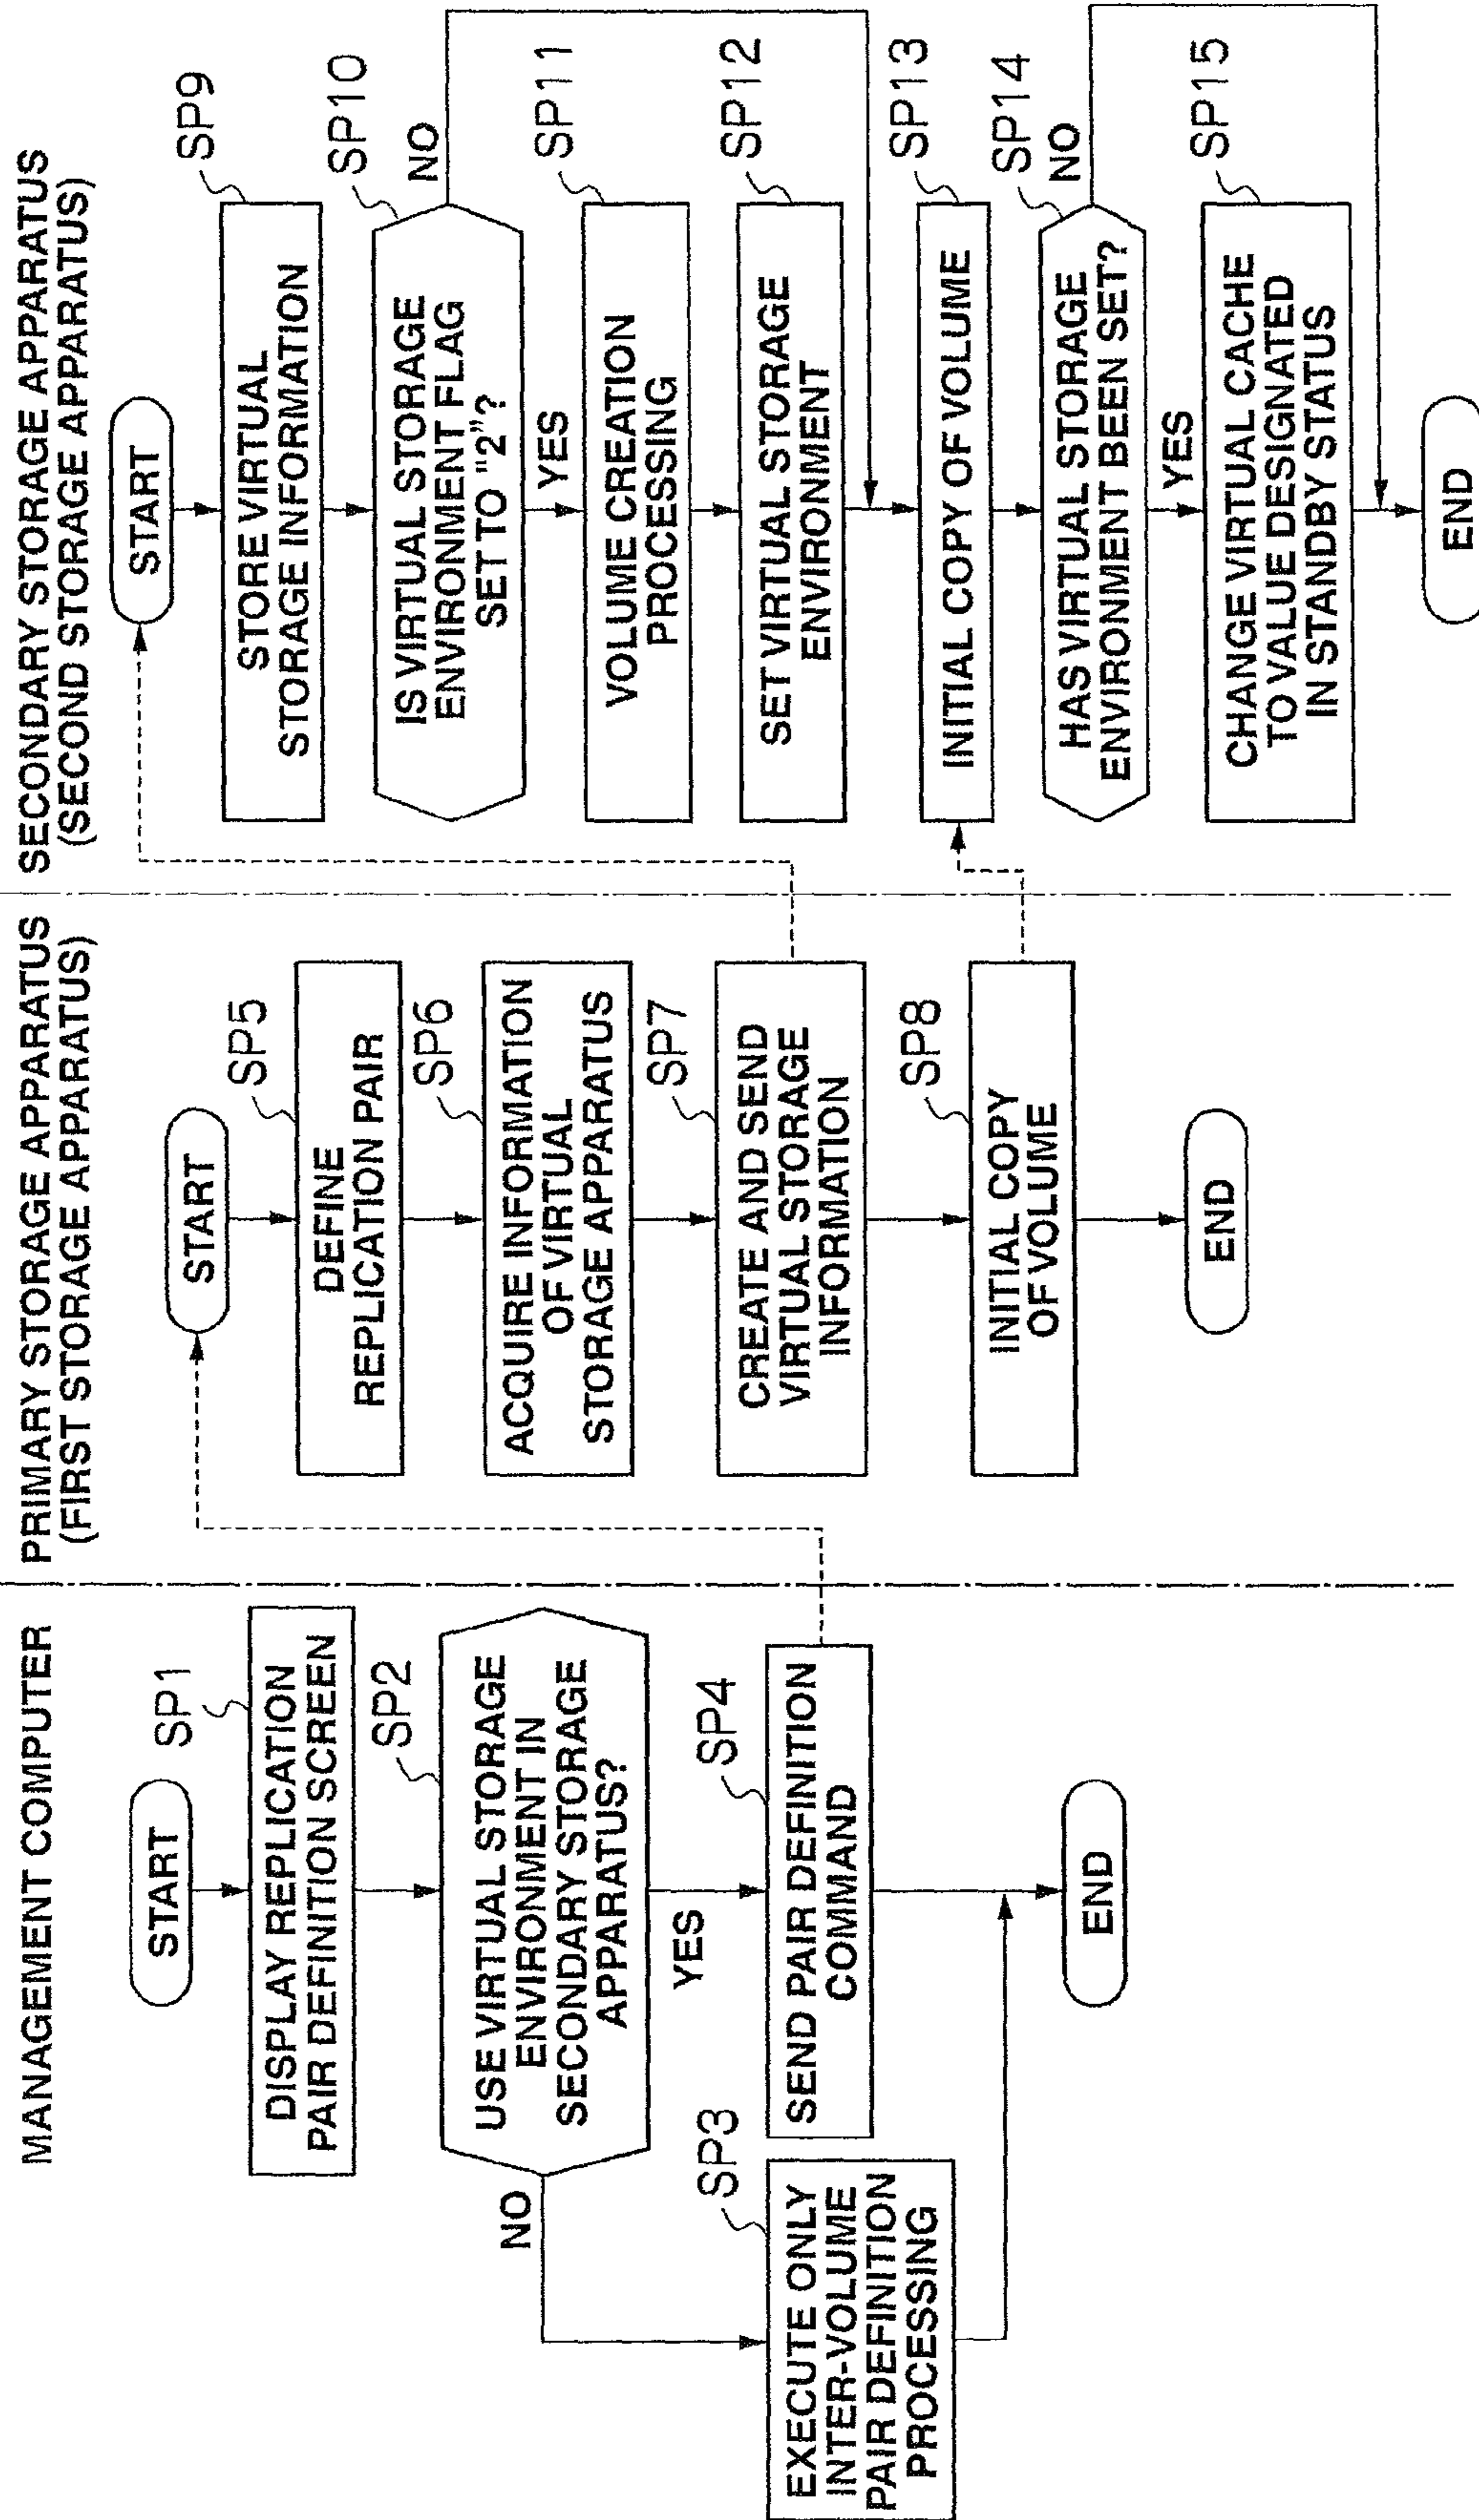 MANAGEMENT COMPUTER
START
SP1
DISPLAY REPLICATION
PAIR DEFINITION SCREEN
SP2
USE VIRTUAL STORAGE
ENVIRONMENT IN
SECONDARY STORAGE
APPARATUS?
NO
YES
SP3
EXECUTE ONLY
INTER-VOLUME
PAIR DEFINITION
PROCESSING
SP4
SEND PAIR DEFINITION
COMMAND
END
PRIMARY STORAGE APPARATUS
(FIRST STORAGE APPARATUS)
START
SP5
DEFINE
REPLICATION PAIR
SP6
ACQUIRE INFORMATION
OF VIRTUAL
STORAGE APPARATUS
SP7
CREATE AND SEND
VIRTUAL STORAGE
INFORMATION
SP8
INITIAL COPY
OF VOLUME
END
SECONDARY STORAGE APPARATUS
(SECOND STORAGE APPARATUS)
START
SP9
STORE VIRTUAL
STORAGE INFORMATION
SP10
IS VIRTUAL STORAGE
ENVIRONMENT FLAG
SET TO "2"?
NO
YES
SP11
VOLUME CREATION
PROCESSING
SP12
SET VIRTUAL STORAGE
ENVIRONMENT
SP13
INITIAL COPY OF VOLUME
SP14
HAS VIRTUAL STORAGE
ENVIRONMENT BEEN SET?
NO
YES
SP15
CHANGE VIRTUAL CACHE
TO VALUE DESIGNATED
IN STANDBY STATUS
END